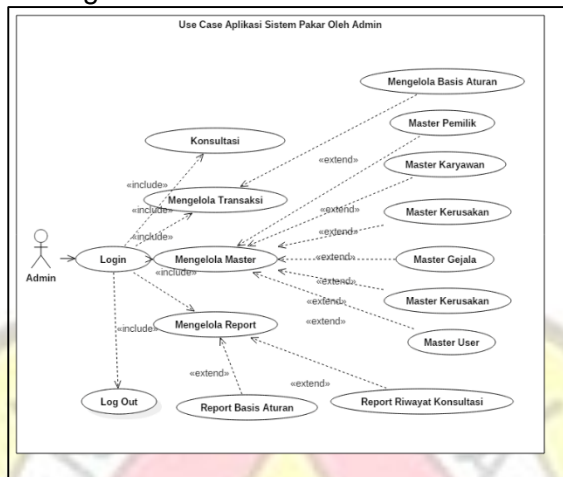 Use Case Aplikasi Sistem Pakar Oleh Admin
Mengelola Basis Aturan
Master Pemilik
Konsultasi
«extend»
Master Karyawan
«include»
Mengelola Transaksi
«include»
«extend»
Master Kerusakan
«include»
«extend»
Admin
Login
Mengelola Master
Master Gejala
«include»
«extend»
Master Kerusakan
«extend»
«include»
Mengelola Report
«extend»
Master User
«extend»
«extend»
Log Out
Report Basis Aturan
Report Riwayat Konsultasi